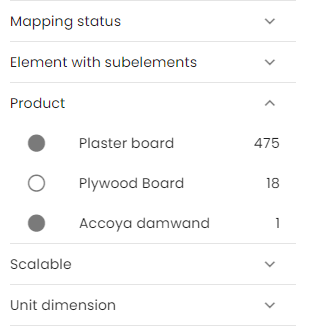 Mapping status
Element with subelements
Product
Plaster board 475
Plywood Board 18
Accoya damwand 1
Scalable
Unit dimension